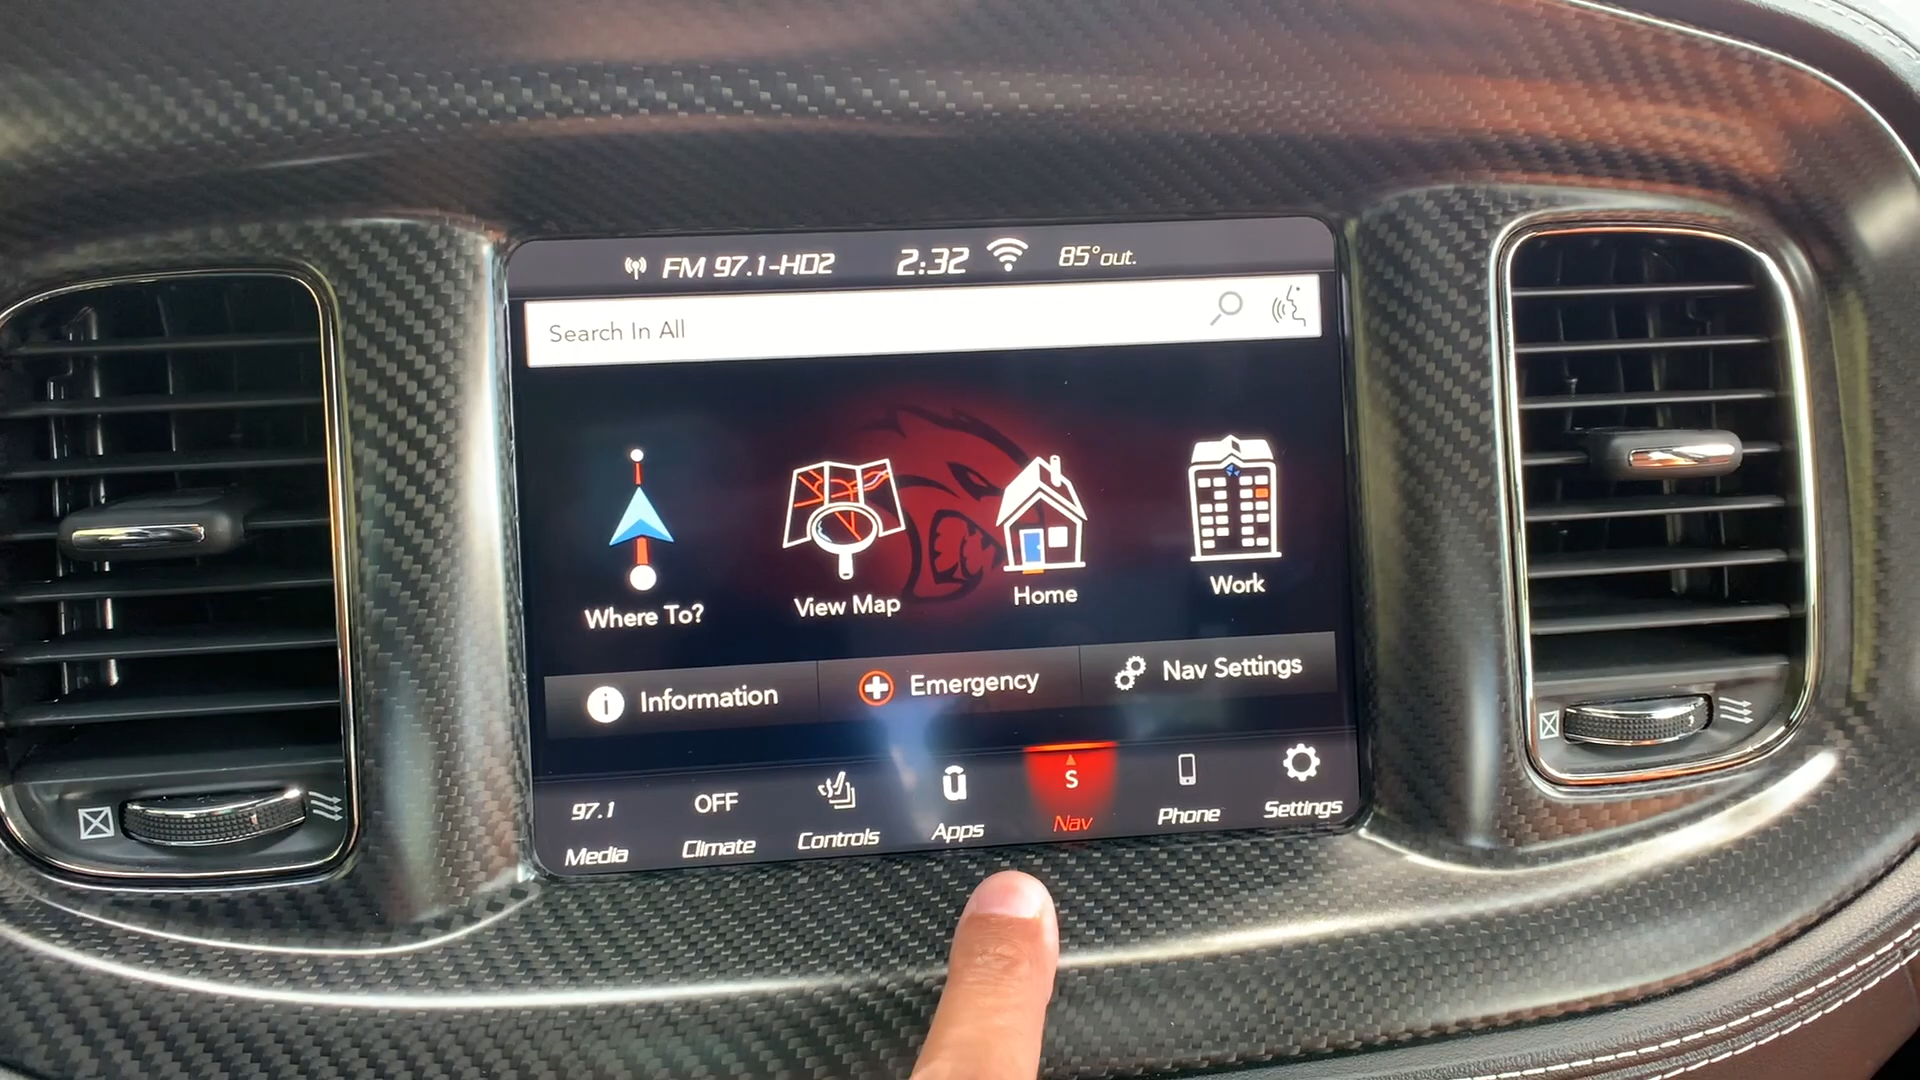 FM 97.1-HD2 2:32 85°out.
Search In All
Where To? View Map Home Work
Information Emergency Nav Settings
97.1 OFF S
Media Climate Controls Apps Nav Phone Settings